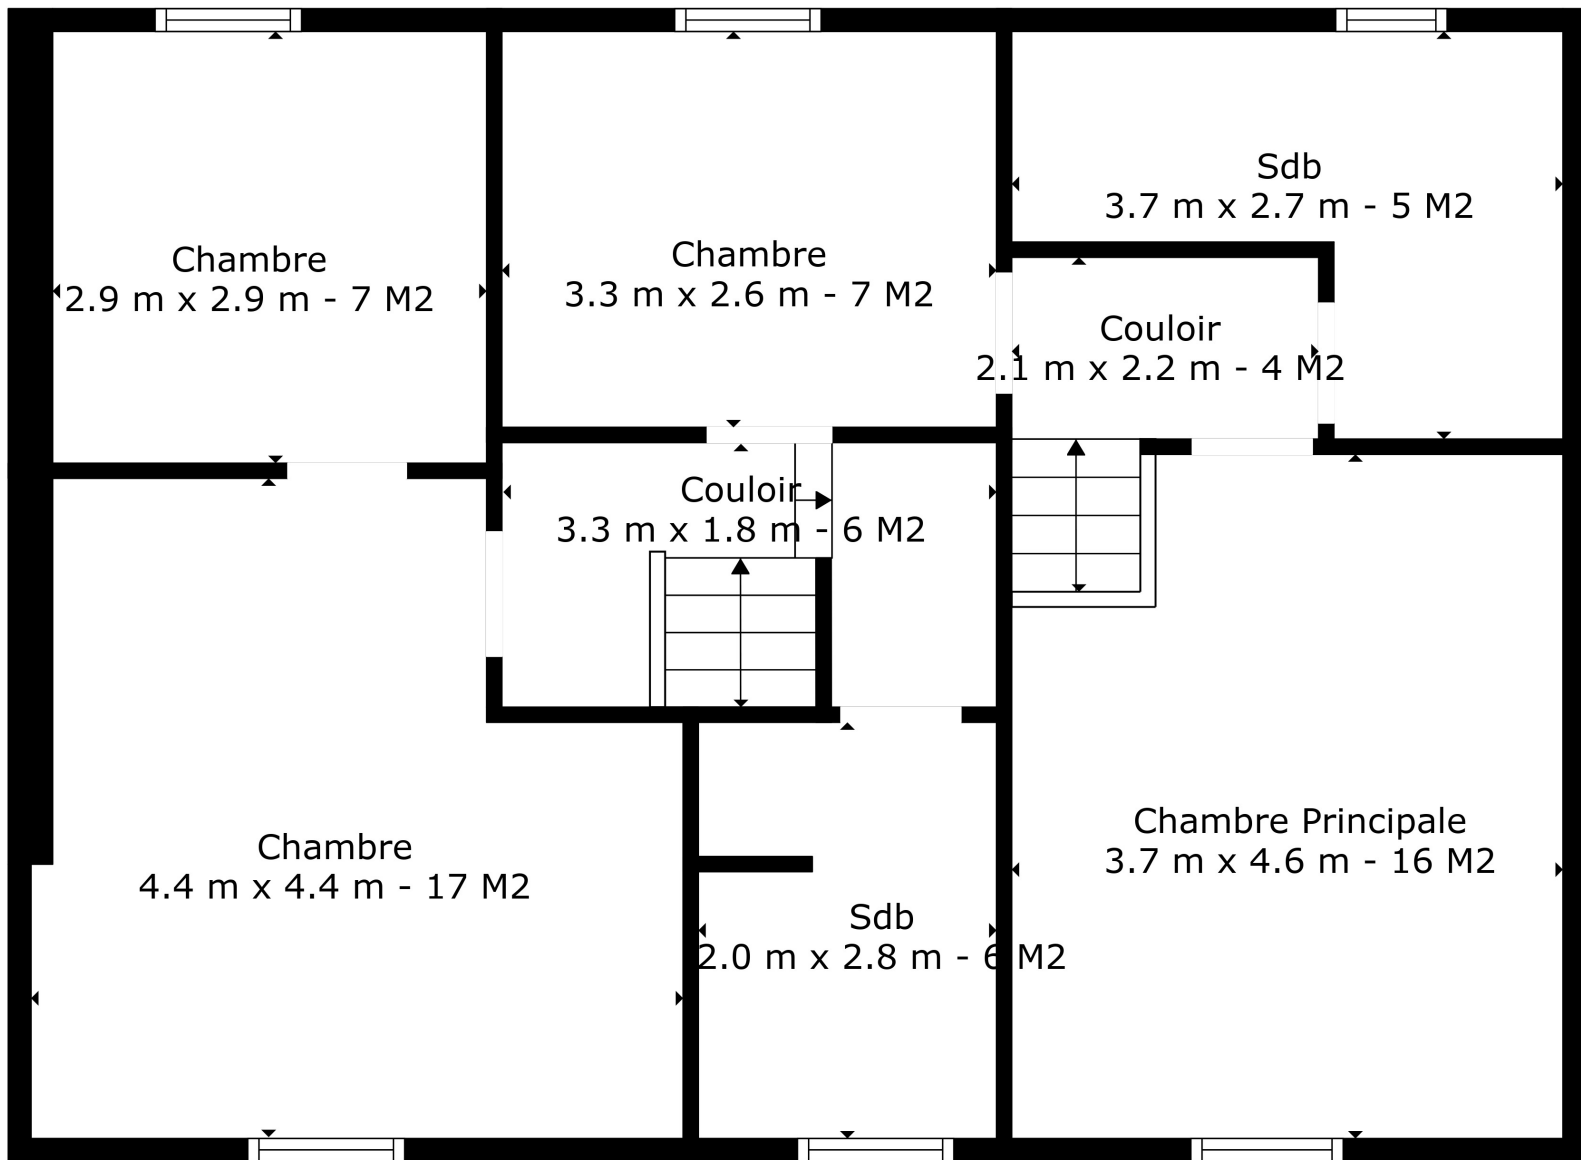 Sdb
3.7 m x 2.7 m - 5 M2
Chambre
2.9 m x 2.9 m - 7 M2
Chambre
3.3 m x 2.6 m - 7 M2
Couloir
2.1 m x 2.2 m - 4 M2
Couloir
3.3 m x 1.8 m - 6 M2
Chambre
4.4 m x 4.4 m - 17 M2
Chambre Principale
3.7 m x 4.6 m - 16 M2
Sdb
2.0 m x 2.8 m - 6 M2